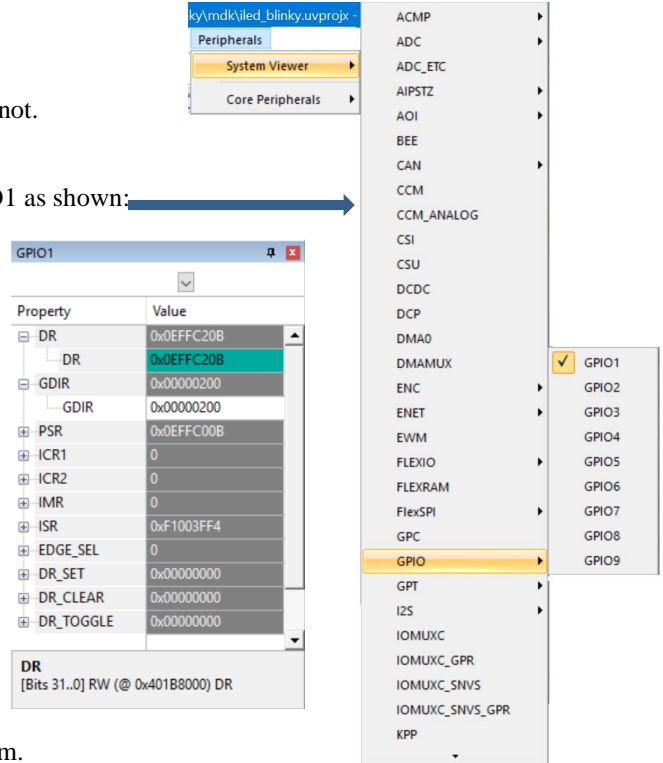 ky\mdk\iled_blinky.uvprojx -
Peripherals
System Viewer
Core Peripherals
not.
01 as shown:
GPIO1
Property Value
DR 0x0EFFC20B
DR 0x0EFFC20B
GDIR 0x00000200
GDIR 0x00000200
PSR 0x0EFFC00B
ICR1 0
ICR2 0
IMR 0
ISR 0xF1003FF4
EDGE_SEL 0
DR_SET 0x00000000
DR_CLEAR 0x00000000
DR_TOGGLE 0x00000000
DR
[Bits 31..0] RW (@ 0x401B8000) DR
m.
ACMP
ADC
ADC_ETC
AIPSTZ
AOI
BEE
CAN
CCM
CCM_ANALOG
CSI
CSU
DCDC
DCP
DMA0
DMAMUX
ENC
ENET
EWM
FLEXIO
FLEXRAM
FlexSPI
GPC
GPIO
GPT
I2S
IOMUXC
IOMUXC_GPR
IOMUXC_SNVS
IOMUXC_SNVS_GPR
KPP
GPIO1
GPIO2
GPIO3
GPIO4
GPIO5
GPIO6
GPIO7
GPIO8
GPIO9